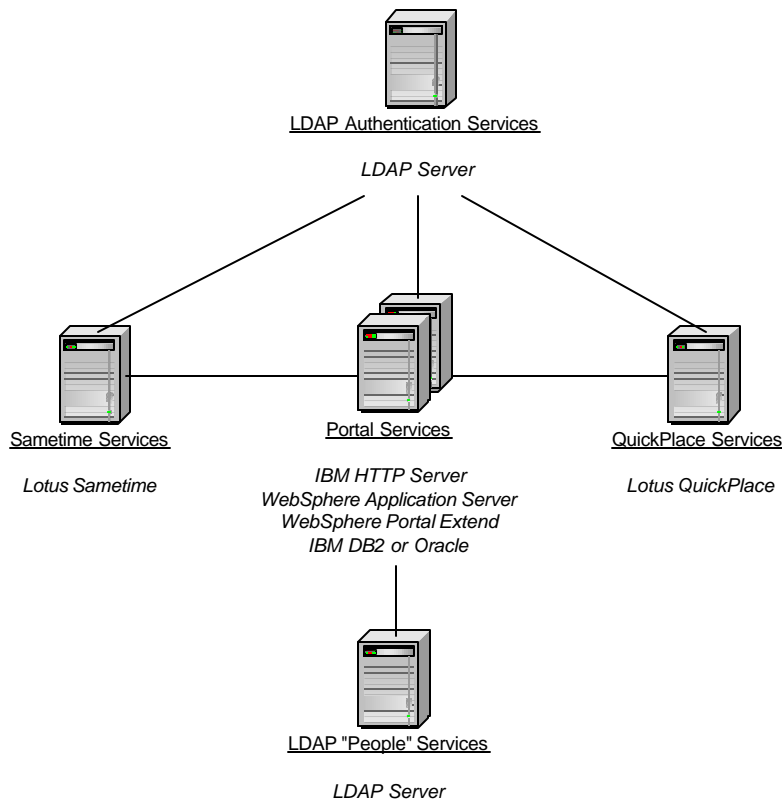 LDAP Authentication Services
LDAP Server
Sametime Services
Lotus Sametime
Portal Services
IBM HTTP Server
WebSphere Application Server
WebSphere Portal Extend
IBM DB2 or Oracle
QuickPlace Services
Lotus QuickPlace
LDAP "People" Services
LDAP Server